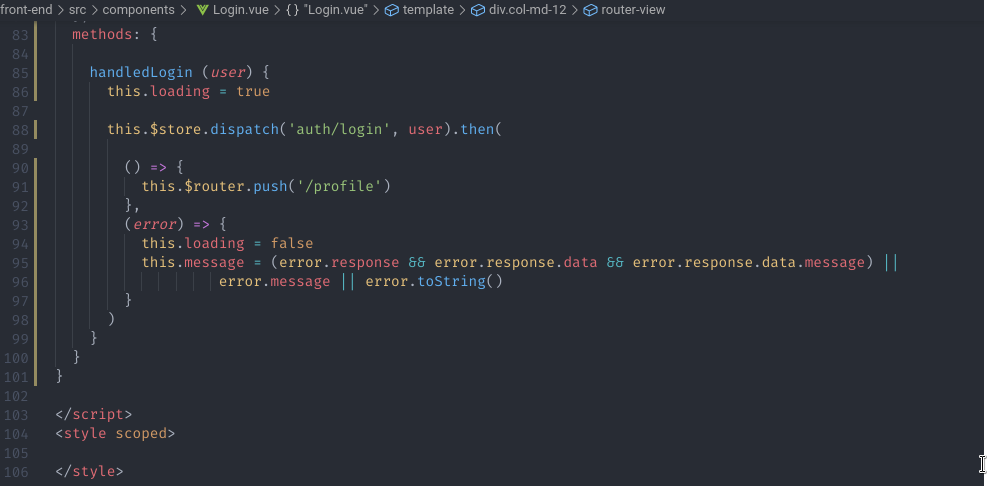 front-end > src > components > Login.vue > {} "Login.vue" > template > div.col-md-12 > router-view
83 methods: {
84
85 handledLogin (user) {
86 this.loading = true
87
88 this.$store.dispatch('auth/login', user).then(
89
90 () => {
91 this.$router.push('/profile')
92 },
93 (error) => {
94 this.loading = false
95 this.message = (error.response && error.response.data && error.response.data.message) ||
96 error.message || error.toString()
97 }
98 )
99 }
100 }
101 }
102
103 </script>
104 <style scoped>
105
106 </style>